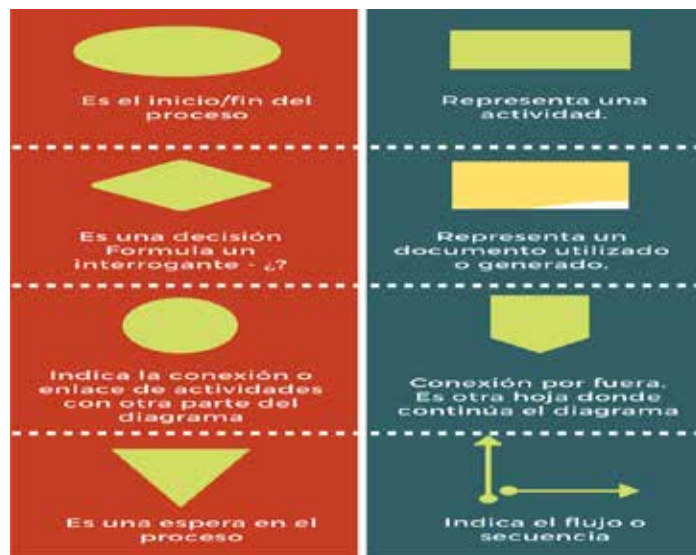 Es el inicio/fin del
proceso
Representa una
actividad.
Es una decisión
Formula un
interrogante - ¿?
Representa un
documento utilizado
o generado.
Indica la conexión o
enlace de actividades
con otra parte del
diagrama
Conexión por fuera.
Es otra hoja donde
continúa el diagrama
Es una espera en el
proceso
Indica el flujo o
secuencia